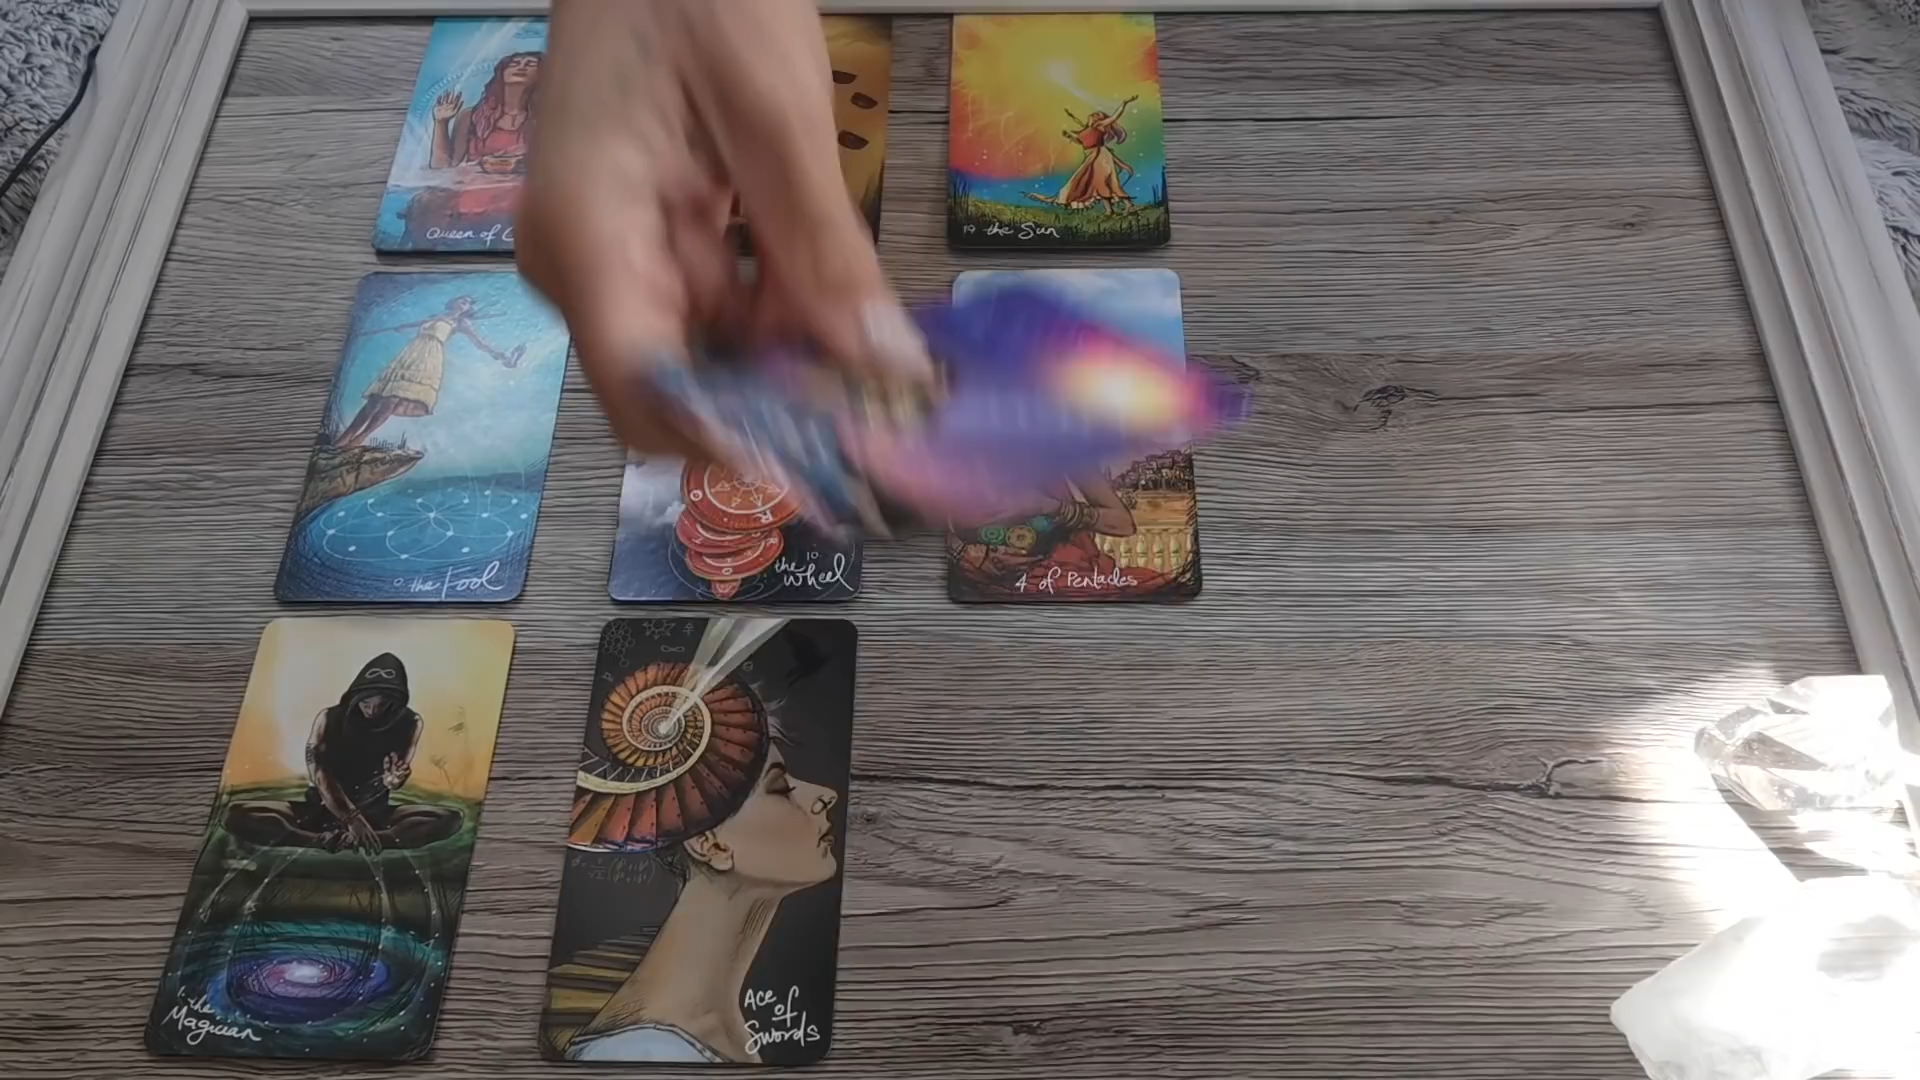 Queen of C
19 the Sun
0 the Fool
10
the
Wheel
4 of Pentacles
1. the
Magician
Ace
of
Swords